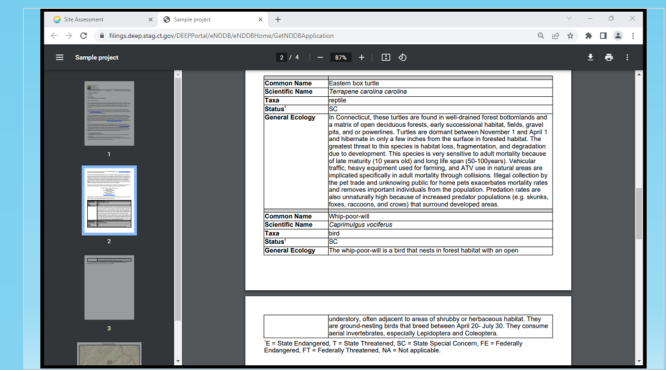 Site Assessment
Sample project
filings.deep.stag.ct.gov/DEEPPortal/eNDDB/eNDDBHome/GetNDDBApplication
Sample project
2 / 4
87%
1
2
3
Common Name Eastern box turtle
Scientific Name Terrapene carolina carolina
Taxa reptile
Status¹ SC
General Ecology In Connecticut, these turtles are found in well-drained forest bottomlands and
a matrix of open deciduous forests, early successional habitat, fields, gravel
pits, and or powerlines. Turtles are dormant between November 1 and April 1
and hibernate in only a few inches from the surface in forested habitat. The
greatest threat to this species is habitat loss, fragmentation, and degradation
due to development. This species is very sensitive to adult mortality because
of late maturity (10 years old) and long life span (50-100years). Vehicular
traffic, heavy equipment used for farming, and ATV use in natural areas are
implicated specifically in adult mortality through collisions. Illegal collection by
the pet trade and unknowing public for home pets exacerbates mortality rates
and removes important individuals from the population. Predation rates are
also unnaturally high because of increased predator populations (e.g. skunks,
foxes, racoons, and crows) that surround developed areas.
Common Name Whip-poor-will
Scientific Name Caprimulgus vociferus
Taxa bird
Status¹ SC
General Ecology The whip-poor-will is a bird that nests in forest habitat with an open
understory, often adjacent to areas of shrubby or herbaceous habitat. They
are ground-nesting birds that breed between April 20- July 30. They consume
aerial invertebrates, especially Lepidoptera and Coleoptera.
¹E = State Endangered, T = State Threatened, SC = State Special Concern, FE = Federally
Endangered, FT = Federally Threatened, NA = Not applicable.